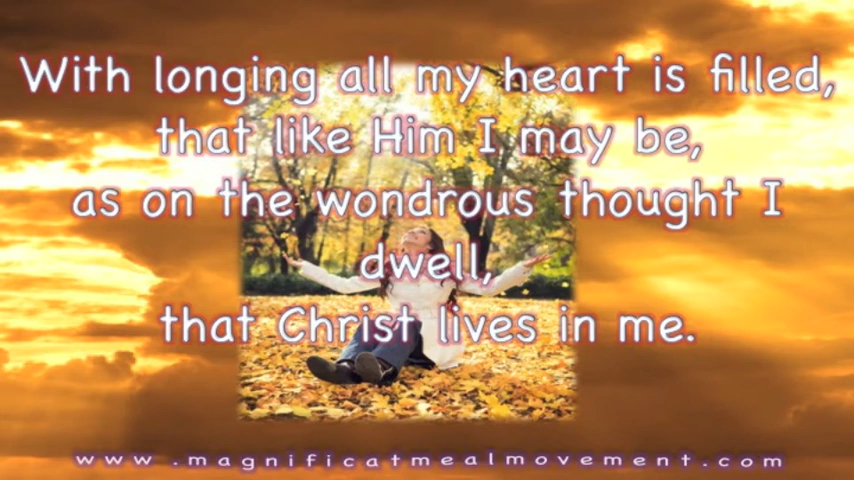 With longing all my heart is filled,
that like Him I may be,
as on the wondrous thought I
dwell,
that Christ lives in me.
www.magnificatmealmovement.com